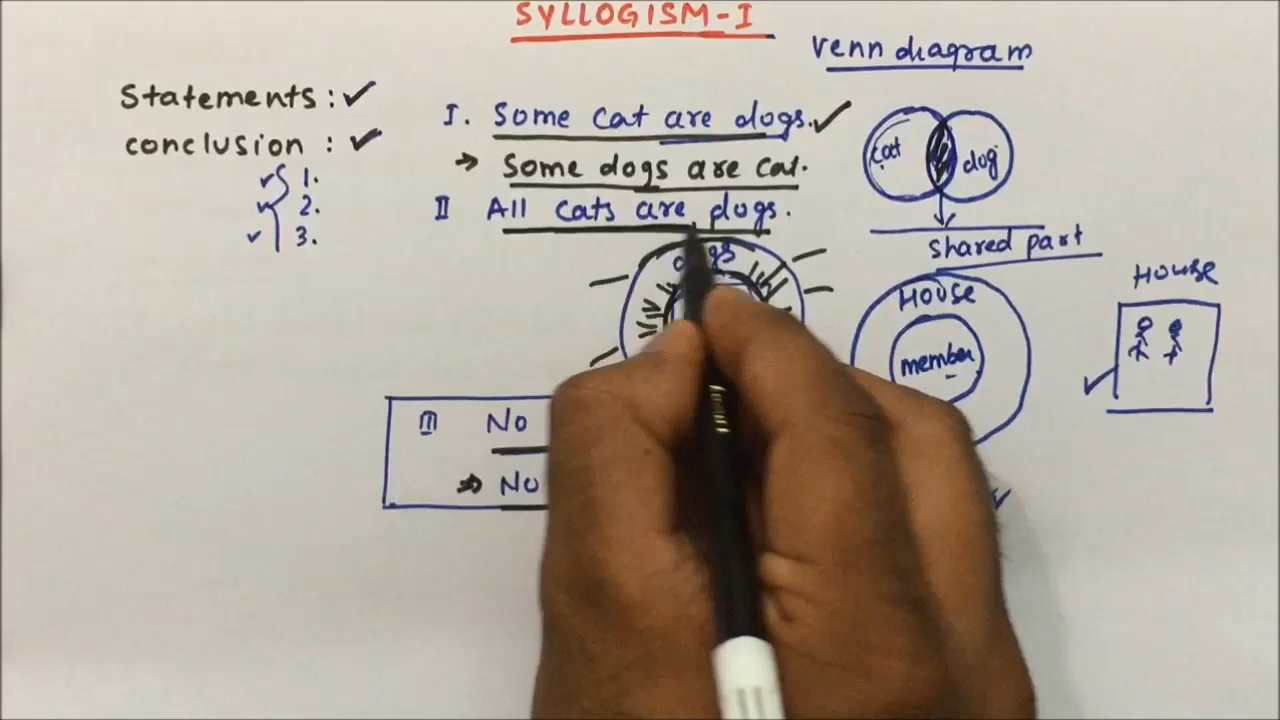 SYLLOGISM-I
Venn diagram
Statements :
conclusion :
1.
2.
3.
I. Some cat are dogs.
→ Some dogs are cat.
II All cats are dogs.
cat
dog
shared part
dogs
HOUSE
member
HOUSE
III No
⇒ No